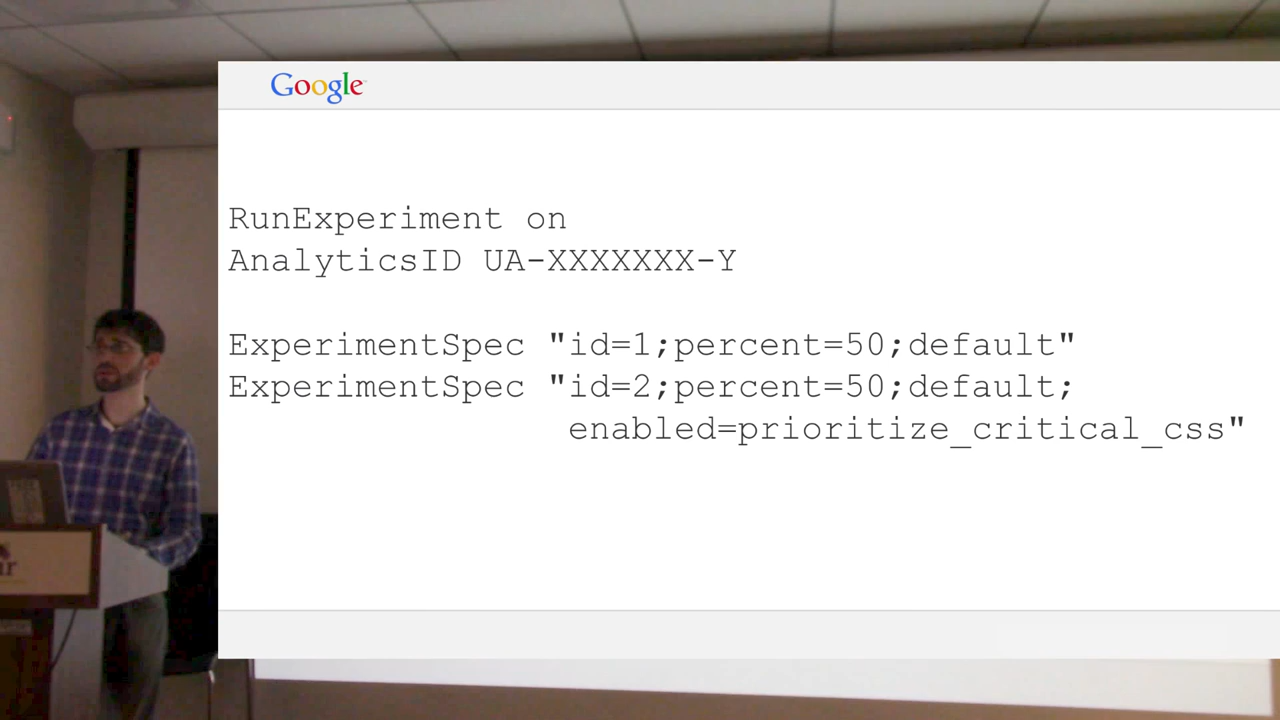 Google
RunExperiment on
AnalyticsID UA-XXXXXXX-Y
ExperimentSpec "id=1;percent=50;default"
ExperimentSpec "id=2;percent=50;default;
enabled=prioritize_critical_css"